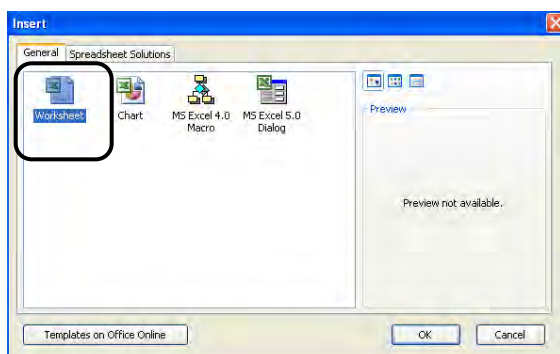 Insert
General Spreadsheet Solutions
Worksheet
Chart
MS Excel 4.0
Macro
MS Excel 5.0
Dialog
Preview
Preview not available.
Templates on Office Online
OK
Cancel